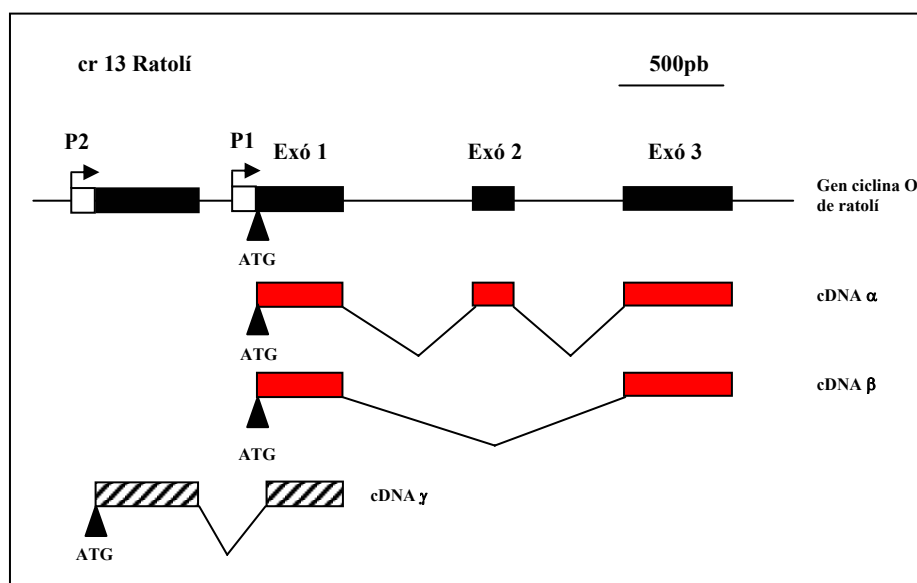 cr 13 Ratolí
500pb
P2
P1
Exó 1
Exó 2
Exó 3
Gen ciclina O
de ratolí
ATG
cDNA α
ATG
cDNA β
ATG
cDNA γ
ATG